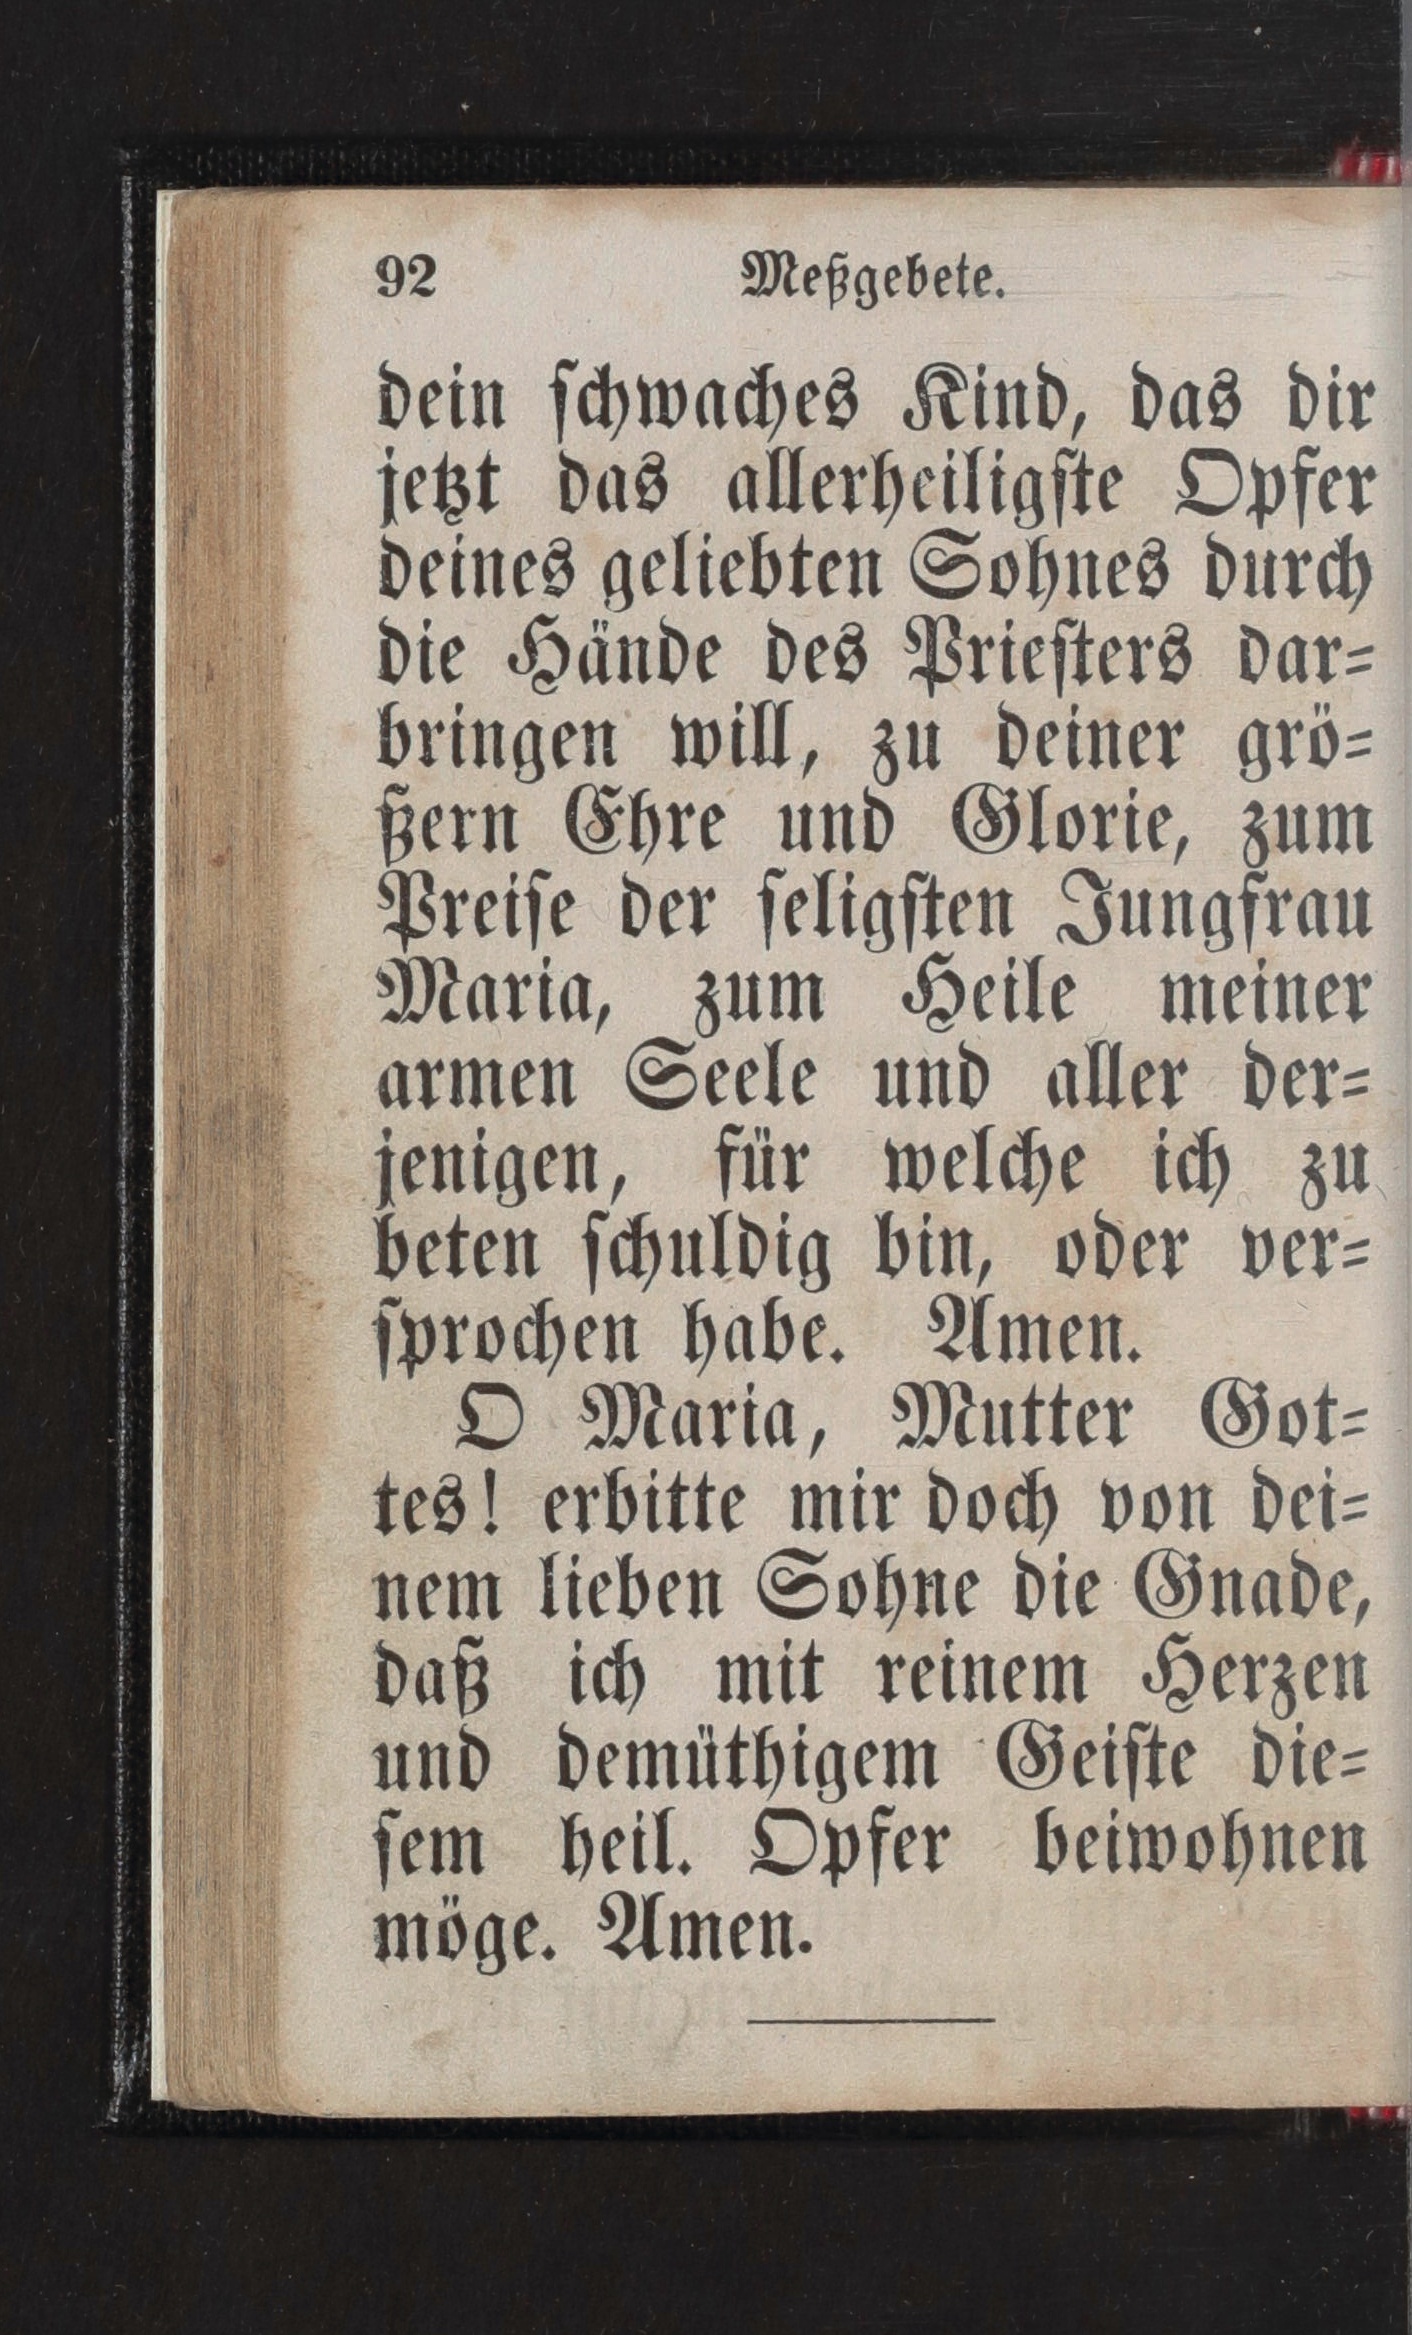 92 Meßgebete.
dein schwaches Kind, das dir
jetzt das allerheiligste Opfer
deines geliebten Sohnes durch
die Hände des Priesters dar=
bringen will, zu deiner grö=
ßern Ehre und Glorie, zum
Preise der seligsten Jungfrau
Maria, zum Heile meiner
armen Seele und aller der=
jenigen, für welche ich zu
beten schuldig bin, oder ver=
sprochen habe. Amen.
O Maria, Mutter Got=
tes! erbitte mir doch von dei=
nem lieben Sohne die Gnade,
daß ich mit reinem Herzen
und demüthigem Geiste die=
sem heil. Opfer beiwohnen
möge. Amen.